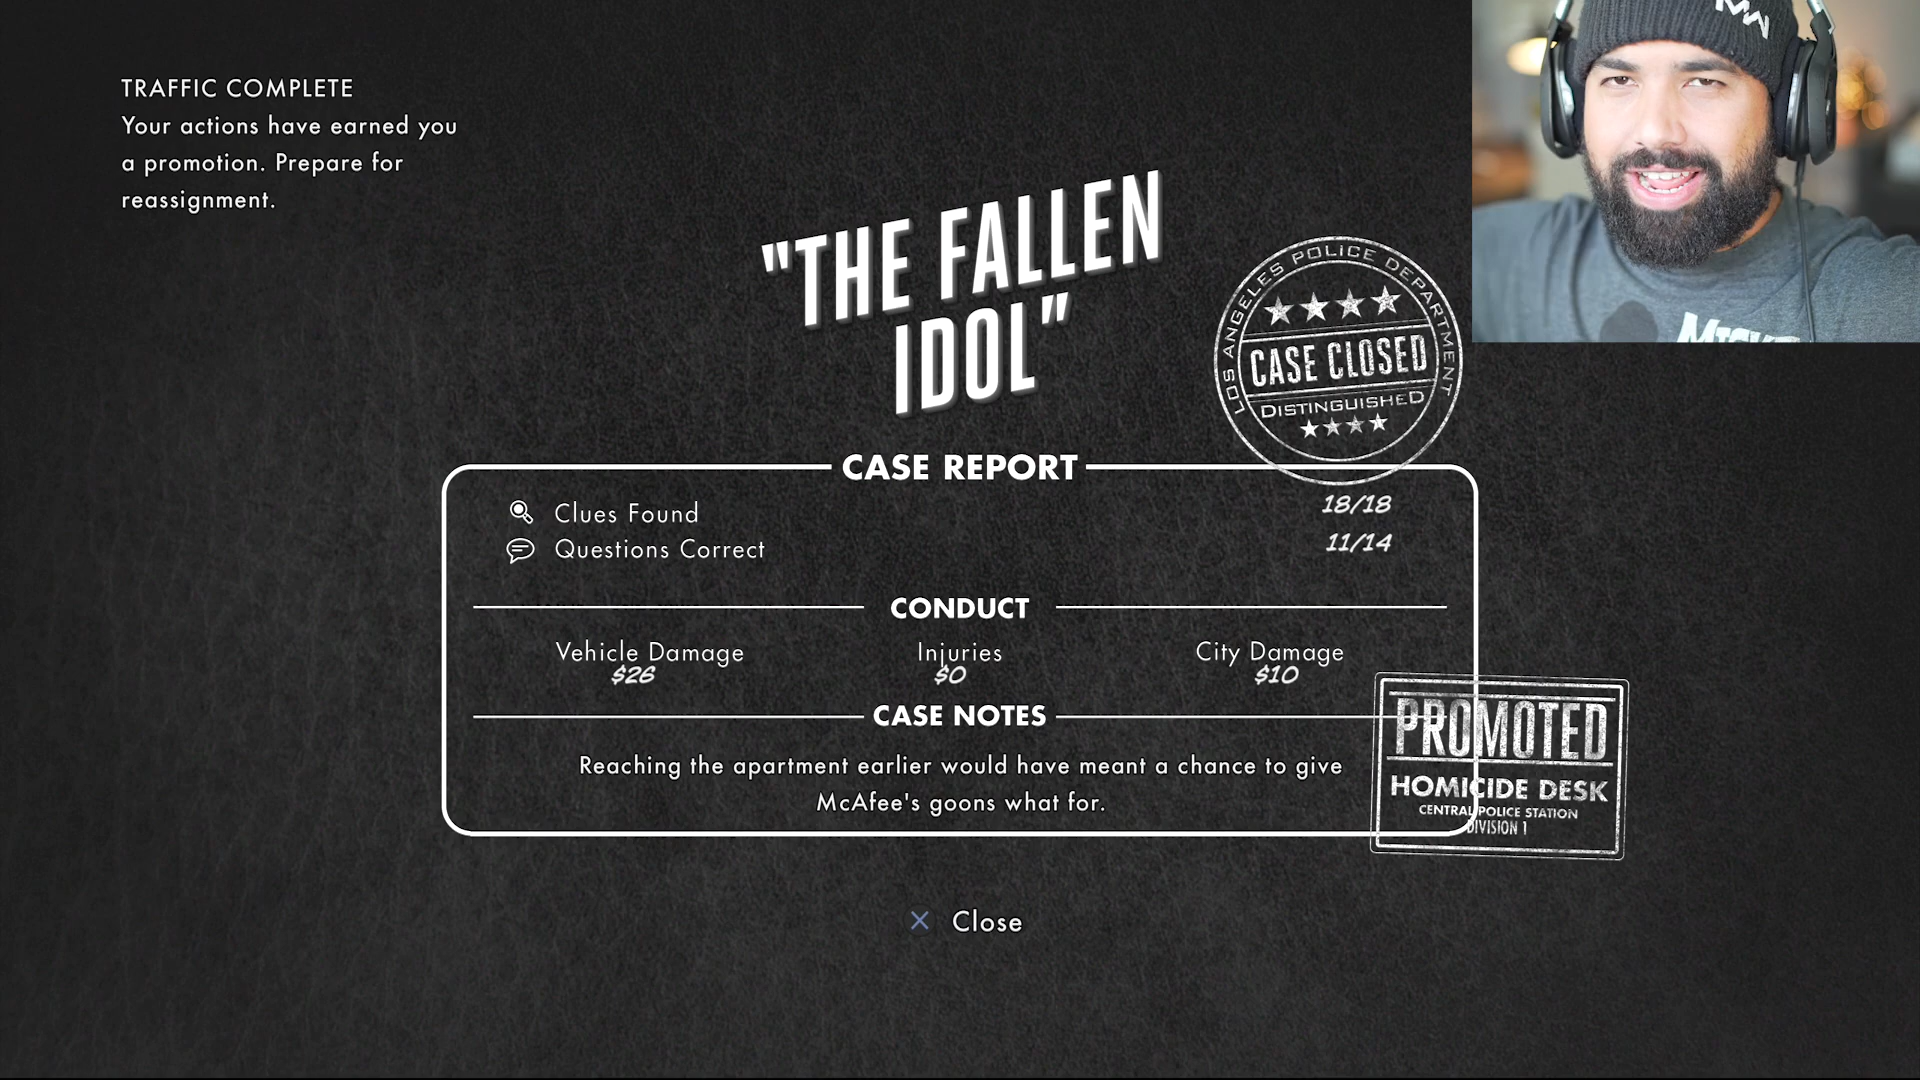 TRAFFIC COMPLETE
Your actions have earned you
a promotion. Prepare for
reassignment.
"THE FALLEN
IDOL"
LOS ANGELES POLICE DEPARTMENT
CASE CLOSED
DISTINGUISHED
CASE REPORT
Clues Found 18/18
Questions Correct 11/14
CONDUCT
Vehicle Damage Injuries City Damage
$26 $0 $10
CASE NOTES
Reaching the apartment earlier would have meant a chance to give
McAfee's goons what for.
PROMOTED
HOMICIDE DESK
CENTRAL POLICE STATION
DIVISION 1
X Close